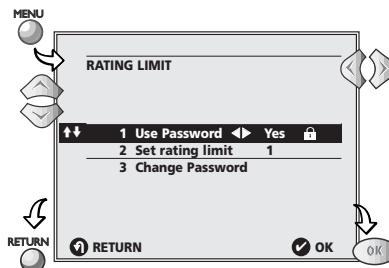 MENU
RATING LIMIT
1 Use Password Yes
2 Set rating limit 1
3 Change Password
RETURN
RETURN OK
OK